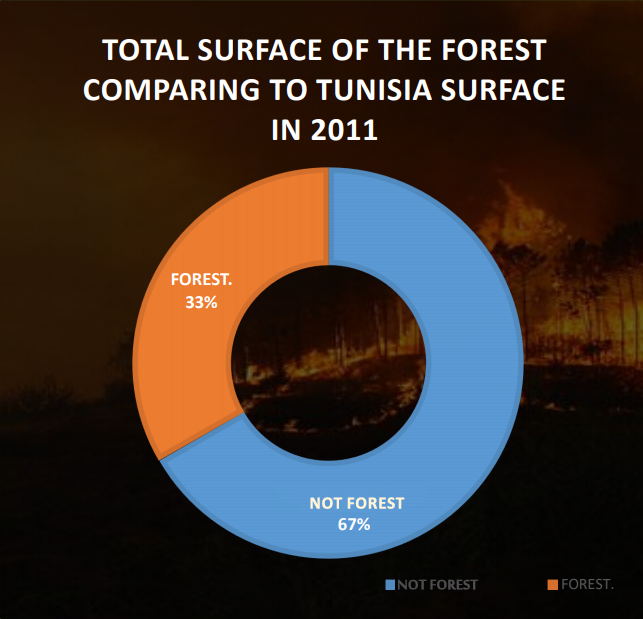 TOTAL SURFACE OF THE FOREST
COMPARING TO TUNISIA SURFACE
IN 2011
FOREST.
33%
NOT FOREST
67%
NOT FOREST
FOREST.